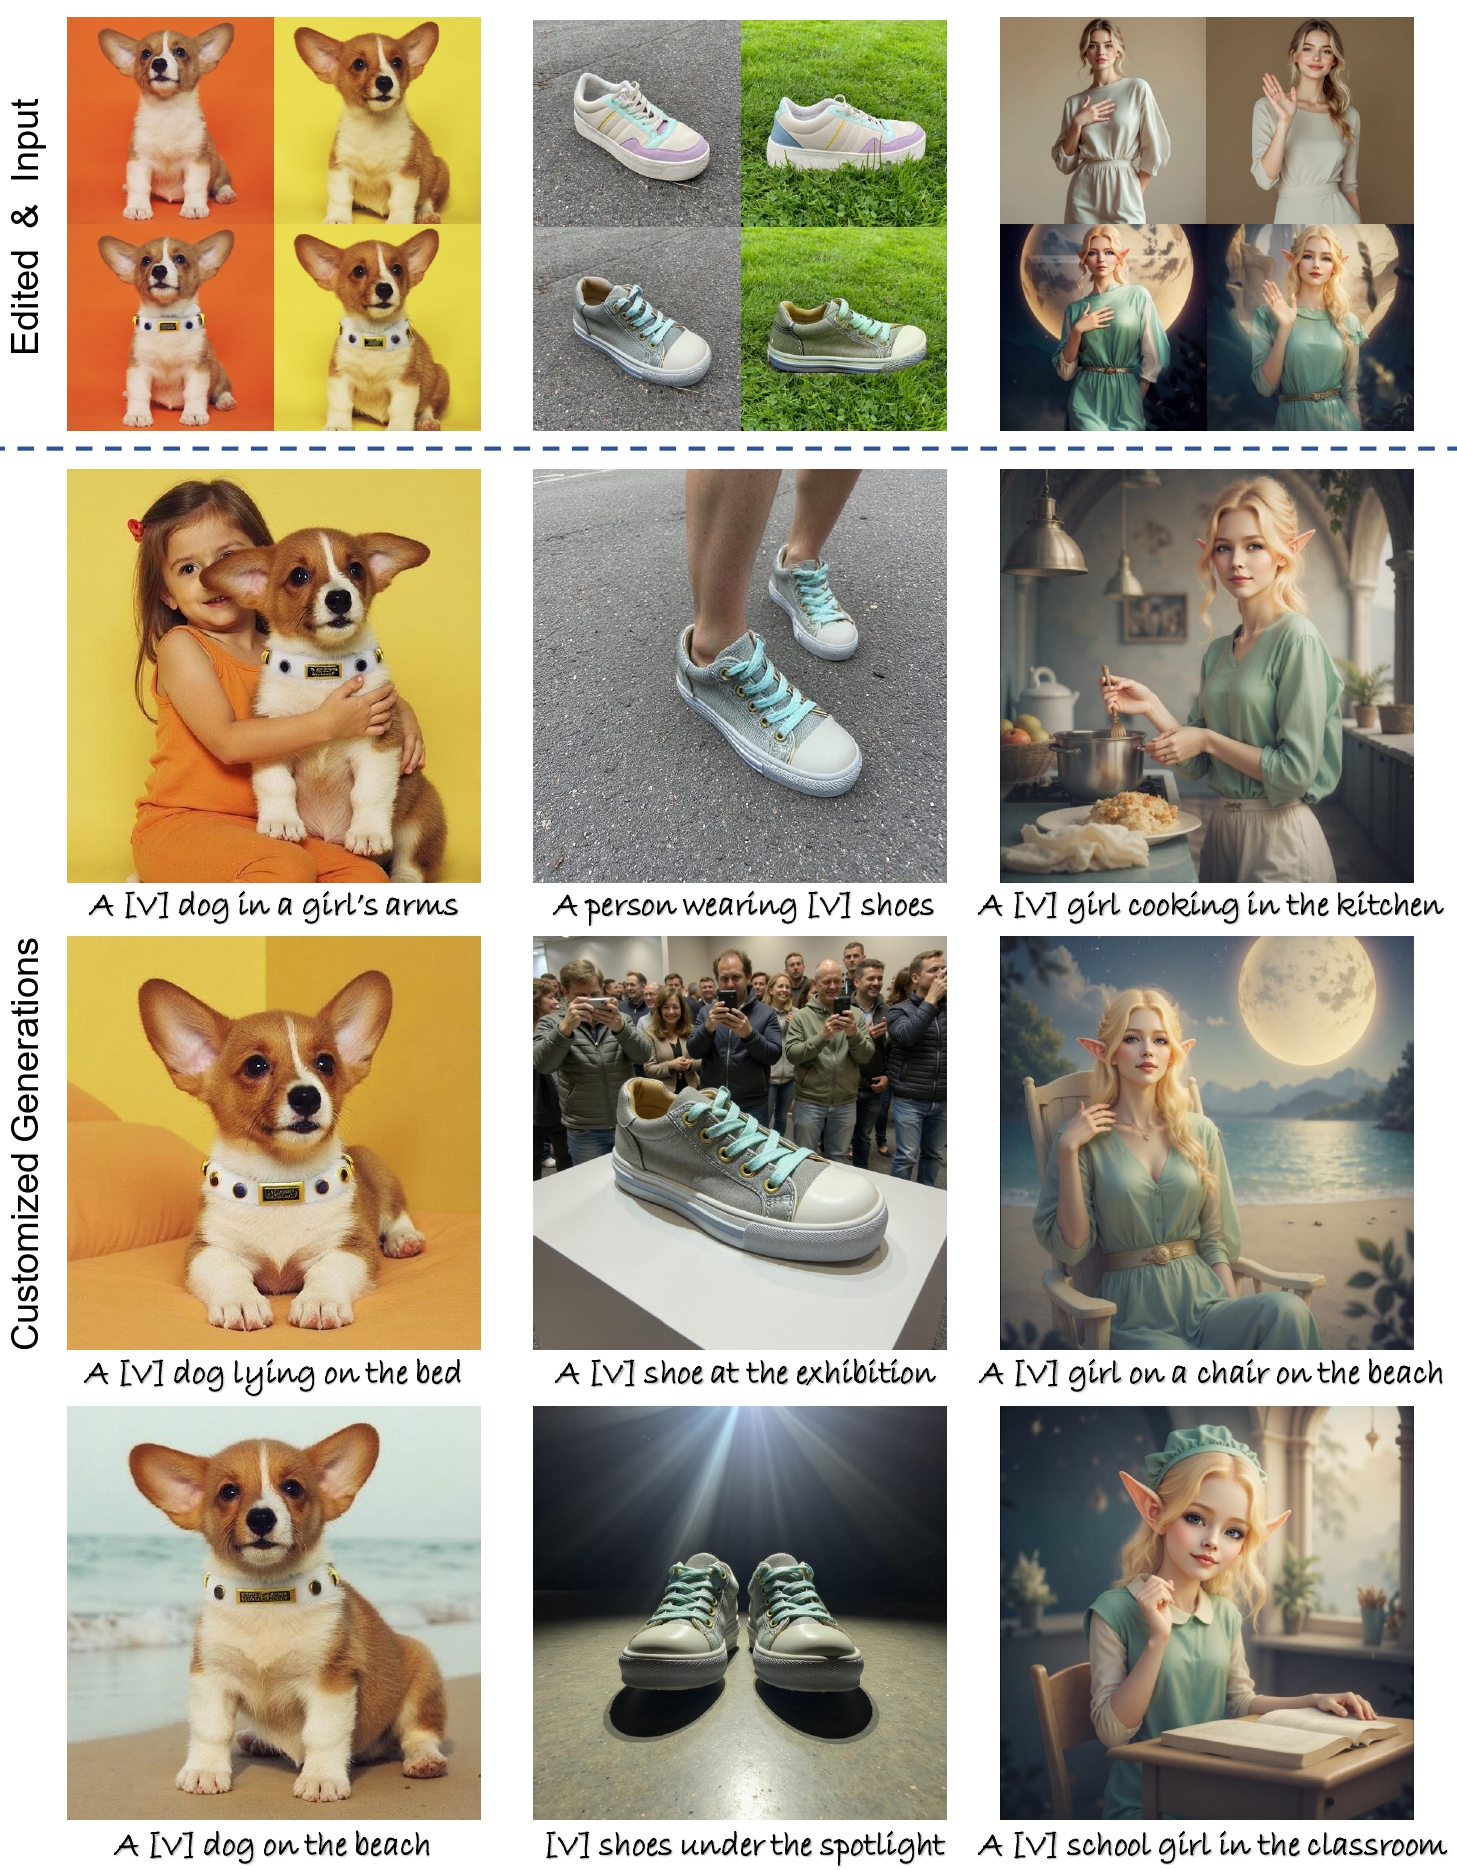 Edited & Input
A [V] dog in a girl's arms
A person wearing [V] shoes
A [V] girl cooking in the kitchen
Customized Generations
A [V] dog lying on the bed
A [V] shoe at the exhibition
A [V] girl on a chair on the beach
A [V] dog on the beach
[V] shoes under the spotlight
A [V] school girl in the classroom